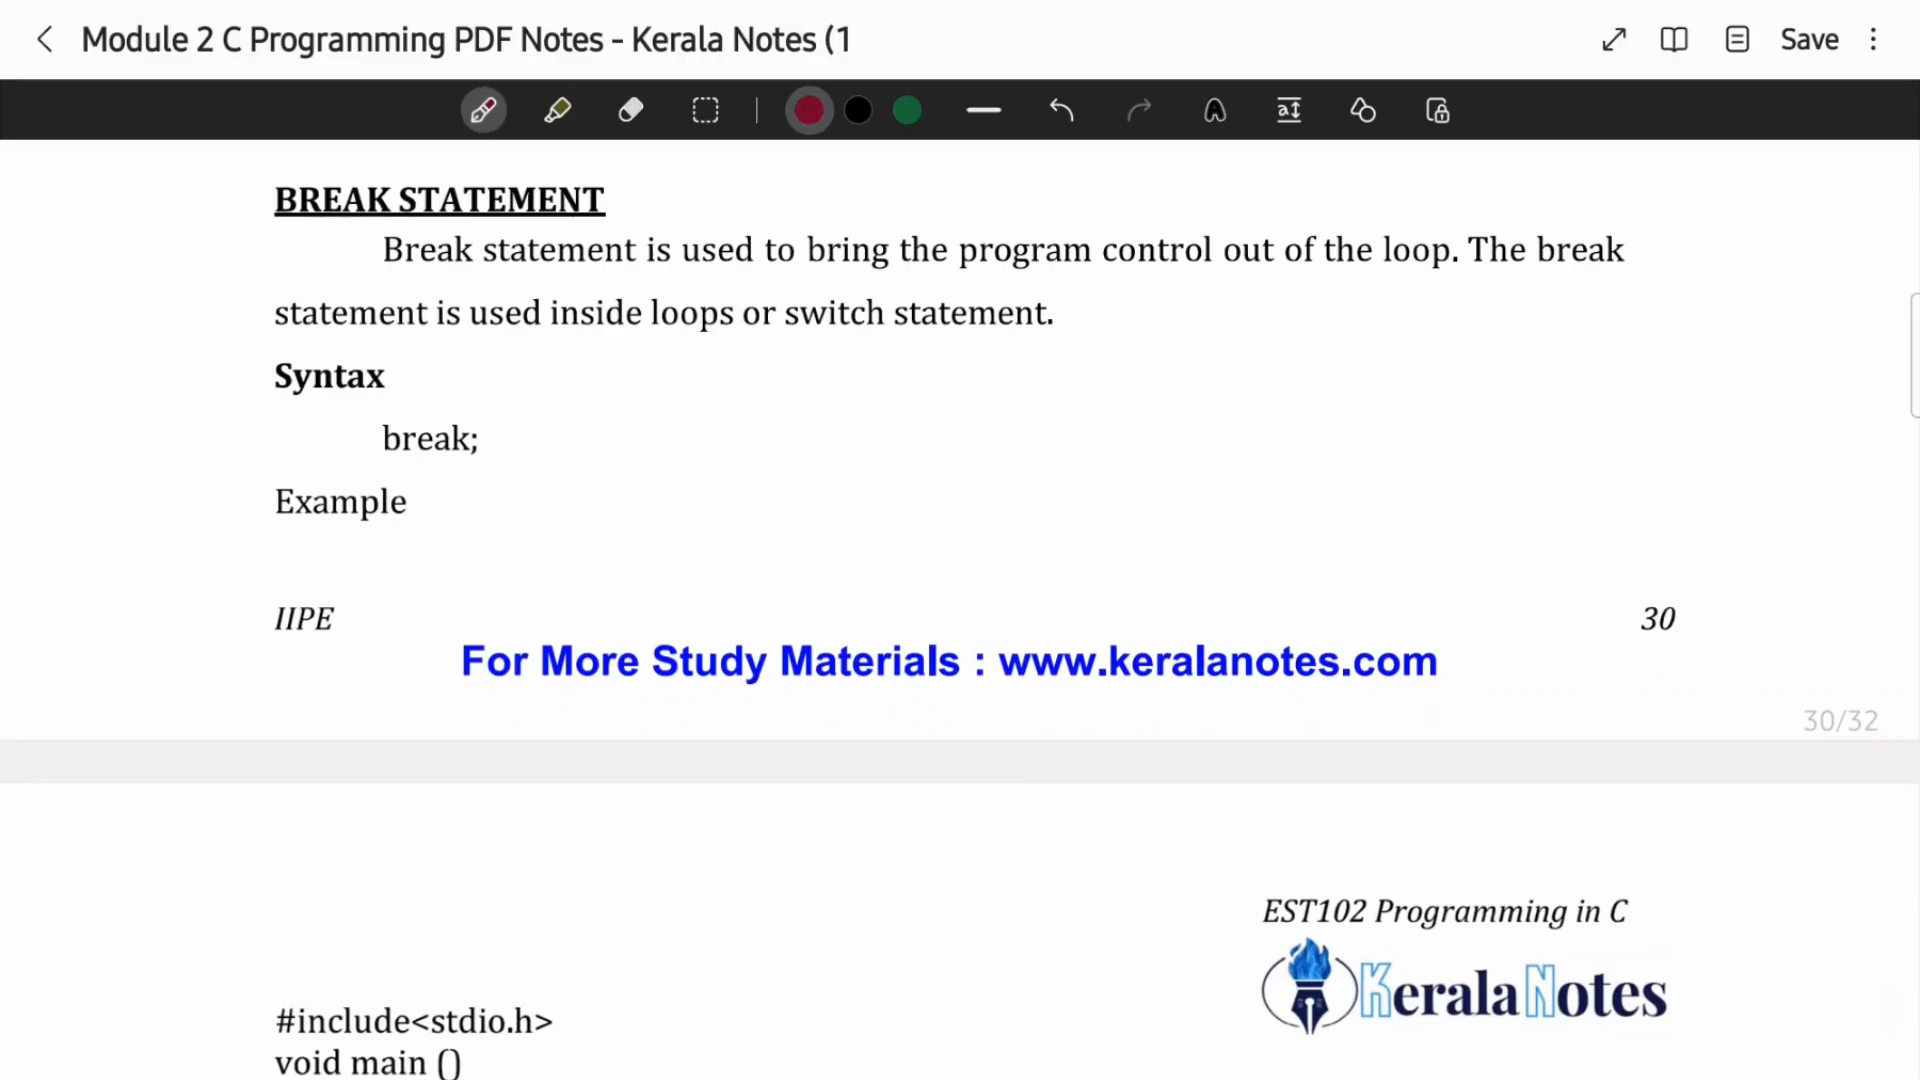 Module 2 C Programming PDF Notes - Kerala Notes (1
Save
BREAK STATEMENT
Break statement is used to bring the program control out of the loop. The break
statement is used inside loops or switch statement.
Syntax
break;
Example
IIPE 30
For More Study Materials : www.keralanotes.com
30/32
EST102 Programming in C
KeralaNotes
#include<stdio.h>
void main ()